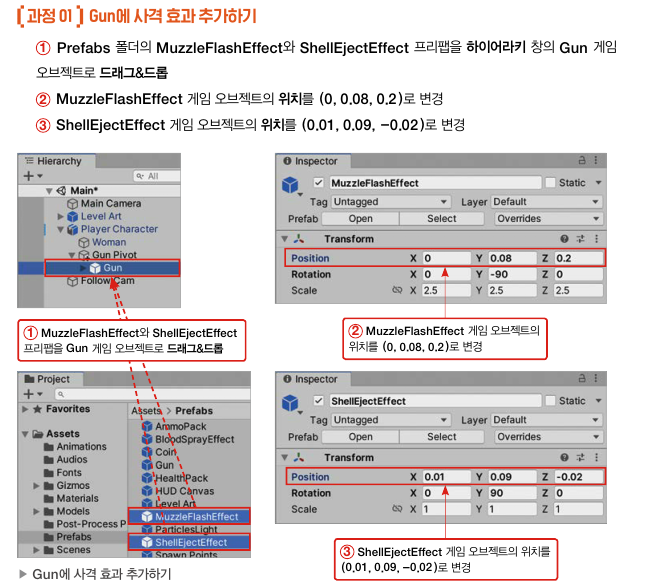 [과정 01] Gun에 사격 효과 추가하기
① Prefabs 폴더의 MuzzleFlashEffect와 ShellEjectEffect 프리팹을 하이어라키 창의 Gun 게임
오브젝트로 드래그&드롭
② MuzzleFlashEffect 게임 오브젝트의 위치를 (0, 0.08, 0.2)로 변경
③ ShellEjectEffect 게임 오브젝트의 위치를 (0.01, 0.09, -0.02)로 변경
Hierarchy
All
Main*
Main Camera
Level Art
Player Character
Woman
Gun Pivot
Gun
Follow Cam
① MuzzleFlashEffect와 ShellEjectEffect
프리팹을 Gun 게임 오브젝트로 드래그&드롭
Project
Favorites
Assets
Animations
Audios
Fonts
Gizmos
Materials
Models
Post-Process P
Prefabs
Scenes
Assets > Prefabs
AmmoPack
BloodSprayEffect
Coin
Gun
HealthPack
HUD Canvas
Level Art
MuzzleFlashEffect
ParticlesLight
ShellEjectEffect
Spawn Points
Inspector
MuzzleFlashEffect Static
Tag Untagged Layer Default
Prefab Open Select Overrides
Transform
Position X 0 Y 0.08 Z 0.2
Rotation X 0 Y -90 Z 0
Scale X 2.5 Y 2.5 Z 2.5
② MuzzleFlashEffect 게임 오브젝트의
위치를 (0, 0.08, 0.2)로 변경
Inspector
ShellEjectEffect Static
Tag Untagged Layer Default
Prefab Open Select Overrides
Transform
Position X 0.01 Y 0.09 Z -0.02
Rotation X 0 Y 90 Z 0
Scale X 1 Y 1 Z 1
③ ShellEjectEffect 게임 오브젝트의 위치를
(0.01, 0.09, -0.02)로 변경
▶ Gun에 사격 효과 추가하기